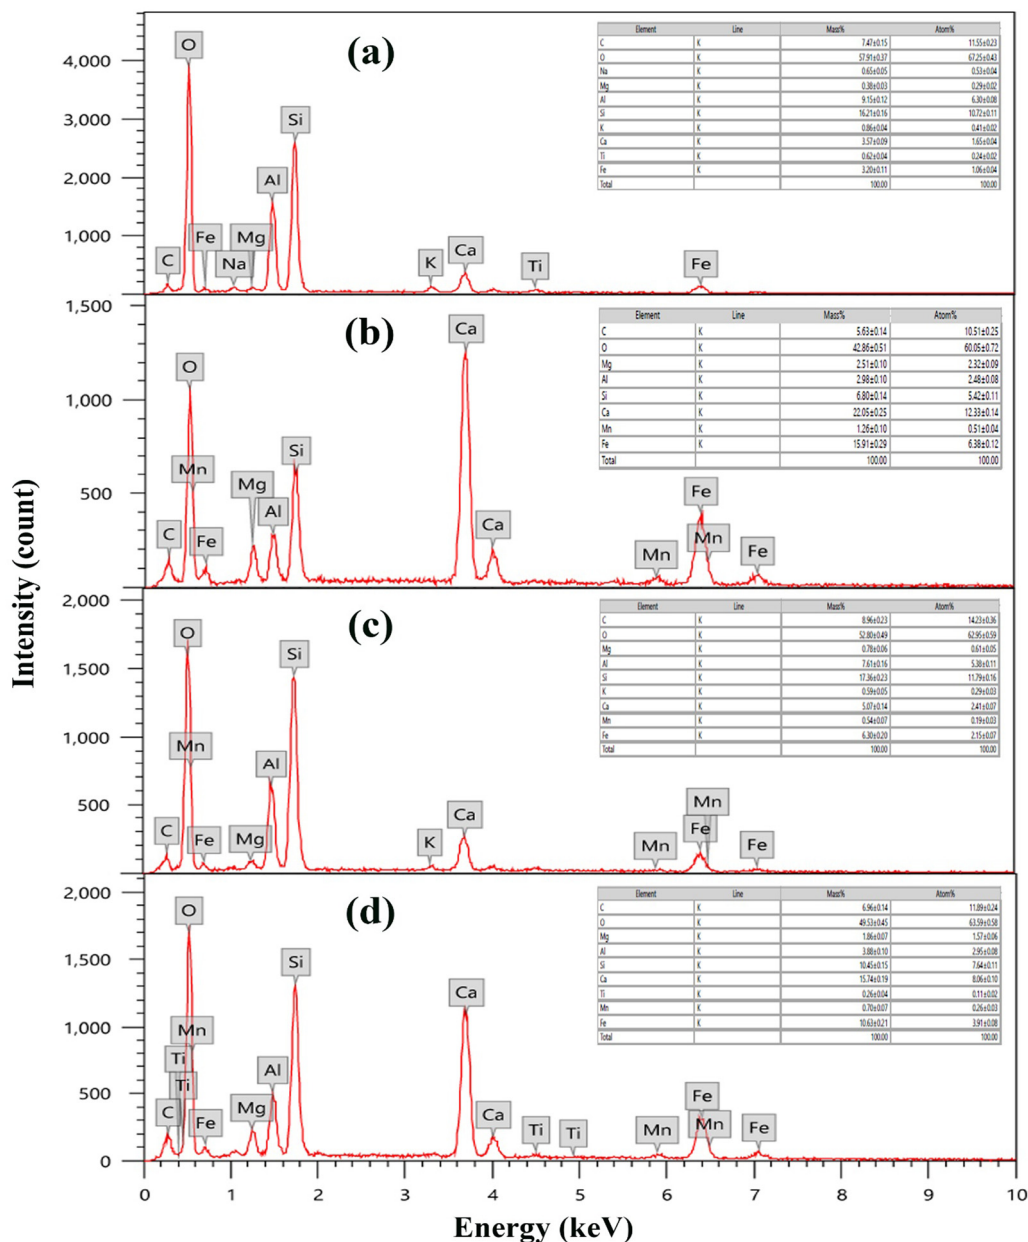 (a)
4,000
3,000
2,000
1,000
O
Si
Al
Fe
Mg
C
Na
K
Ca
Ti
Fe
Element Line Mass% Atom%
C K 7.47±0.15 11.55±0.23
O K 57.91±0.37 67.25±0.43
Na K 0.65±0.05 0.53±0.04
Mg K 0.38±0.03 0.29±0.02
Al K 9.15±0.12 6.30±0.08
Si K 16.21±0.16 10.72±0.11
K K 0.86±0.04 0.41±0.02
Ca K 3.57±0.09 1.65±0.04
Ti K 0.62±0.04 0.24±0.02
Fe K 3.20±0.11 1.06±0.04
Total 100.00 100.00
(b)
1,500
1,000
500
O
Mn
C
Fe
Mg
Al
Si
Ca
Ca
Mn
Fe
Mn
Fe
Element Line Mass% Atom%
C K 5.63±0.14 10.51±0.25
O K 42.86±0.51 60.05±0.72
Mg K 2.51±0.10 2.32±0.09
Al K 2.98±0.10 2.48±0.08
Si K 6.80±0.14 5.42±0.11
Ca K 22.05±0.25 12.33±0.14
Mn K 1.26±0.10 0.51±0.04
Fe K 15.91±0.29 6.38±0.12
Total 100.00 100.00
(c)
2,000
1,500
1,000
500
O
Mn
C
Fe
Mg
Al
Si
K
Ca
Mn
Mn
Fe
Fe
Element Line Mass% Atom%
C K 8.96±0.23 14.23±0.36
O K 52.80±0.49 62.95±0.59
Mg K 0.78±0.06 0.61±0.05
Al K 7.61±0.16 5.38±0.11
Si K 17.36±0.23 11.79±0.16
K K 0.59±0.05 0.29±0.03
Ca K 5.07±0.14 2.41±0.07
Mn K 0.54±0.07 0.19±0.03
Fe K 6.30±0.20 2.15±0.07
Total 100.00 100.00
(d)
2,000
1,500
1,000
500
0
O
Mn
Ti
Ti
C
Fe
Mg
Al
Si
Ca
Ca
Ti
Ti
Mn
Fe
Mn
Fe
Element Line Mass% Atom%
C K 6.96±0.14 11.89±0.24
O K 49.53±0.45 63.59±0.58
Mg K 1.86±0.07 1.57±0.06
Al K 3.88±0.10 2.95±0.08
Si K 10.45±0.15 7.64±0.11
Ca K 15.74±0.19 8.06±0.10
Ti K 0.26±0.04 0.11±0.02
Mn K 0.70±0.07 0.26±0.03
Fe K 10.63±0.21 3.91±0.08
Total 100.00 100.00
0 1 2 3 4 5 6 7 8 9 10
Energy (keV)
Intensity (count)